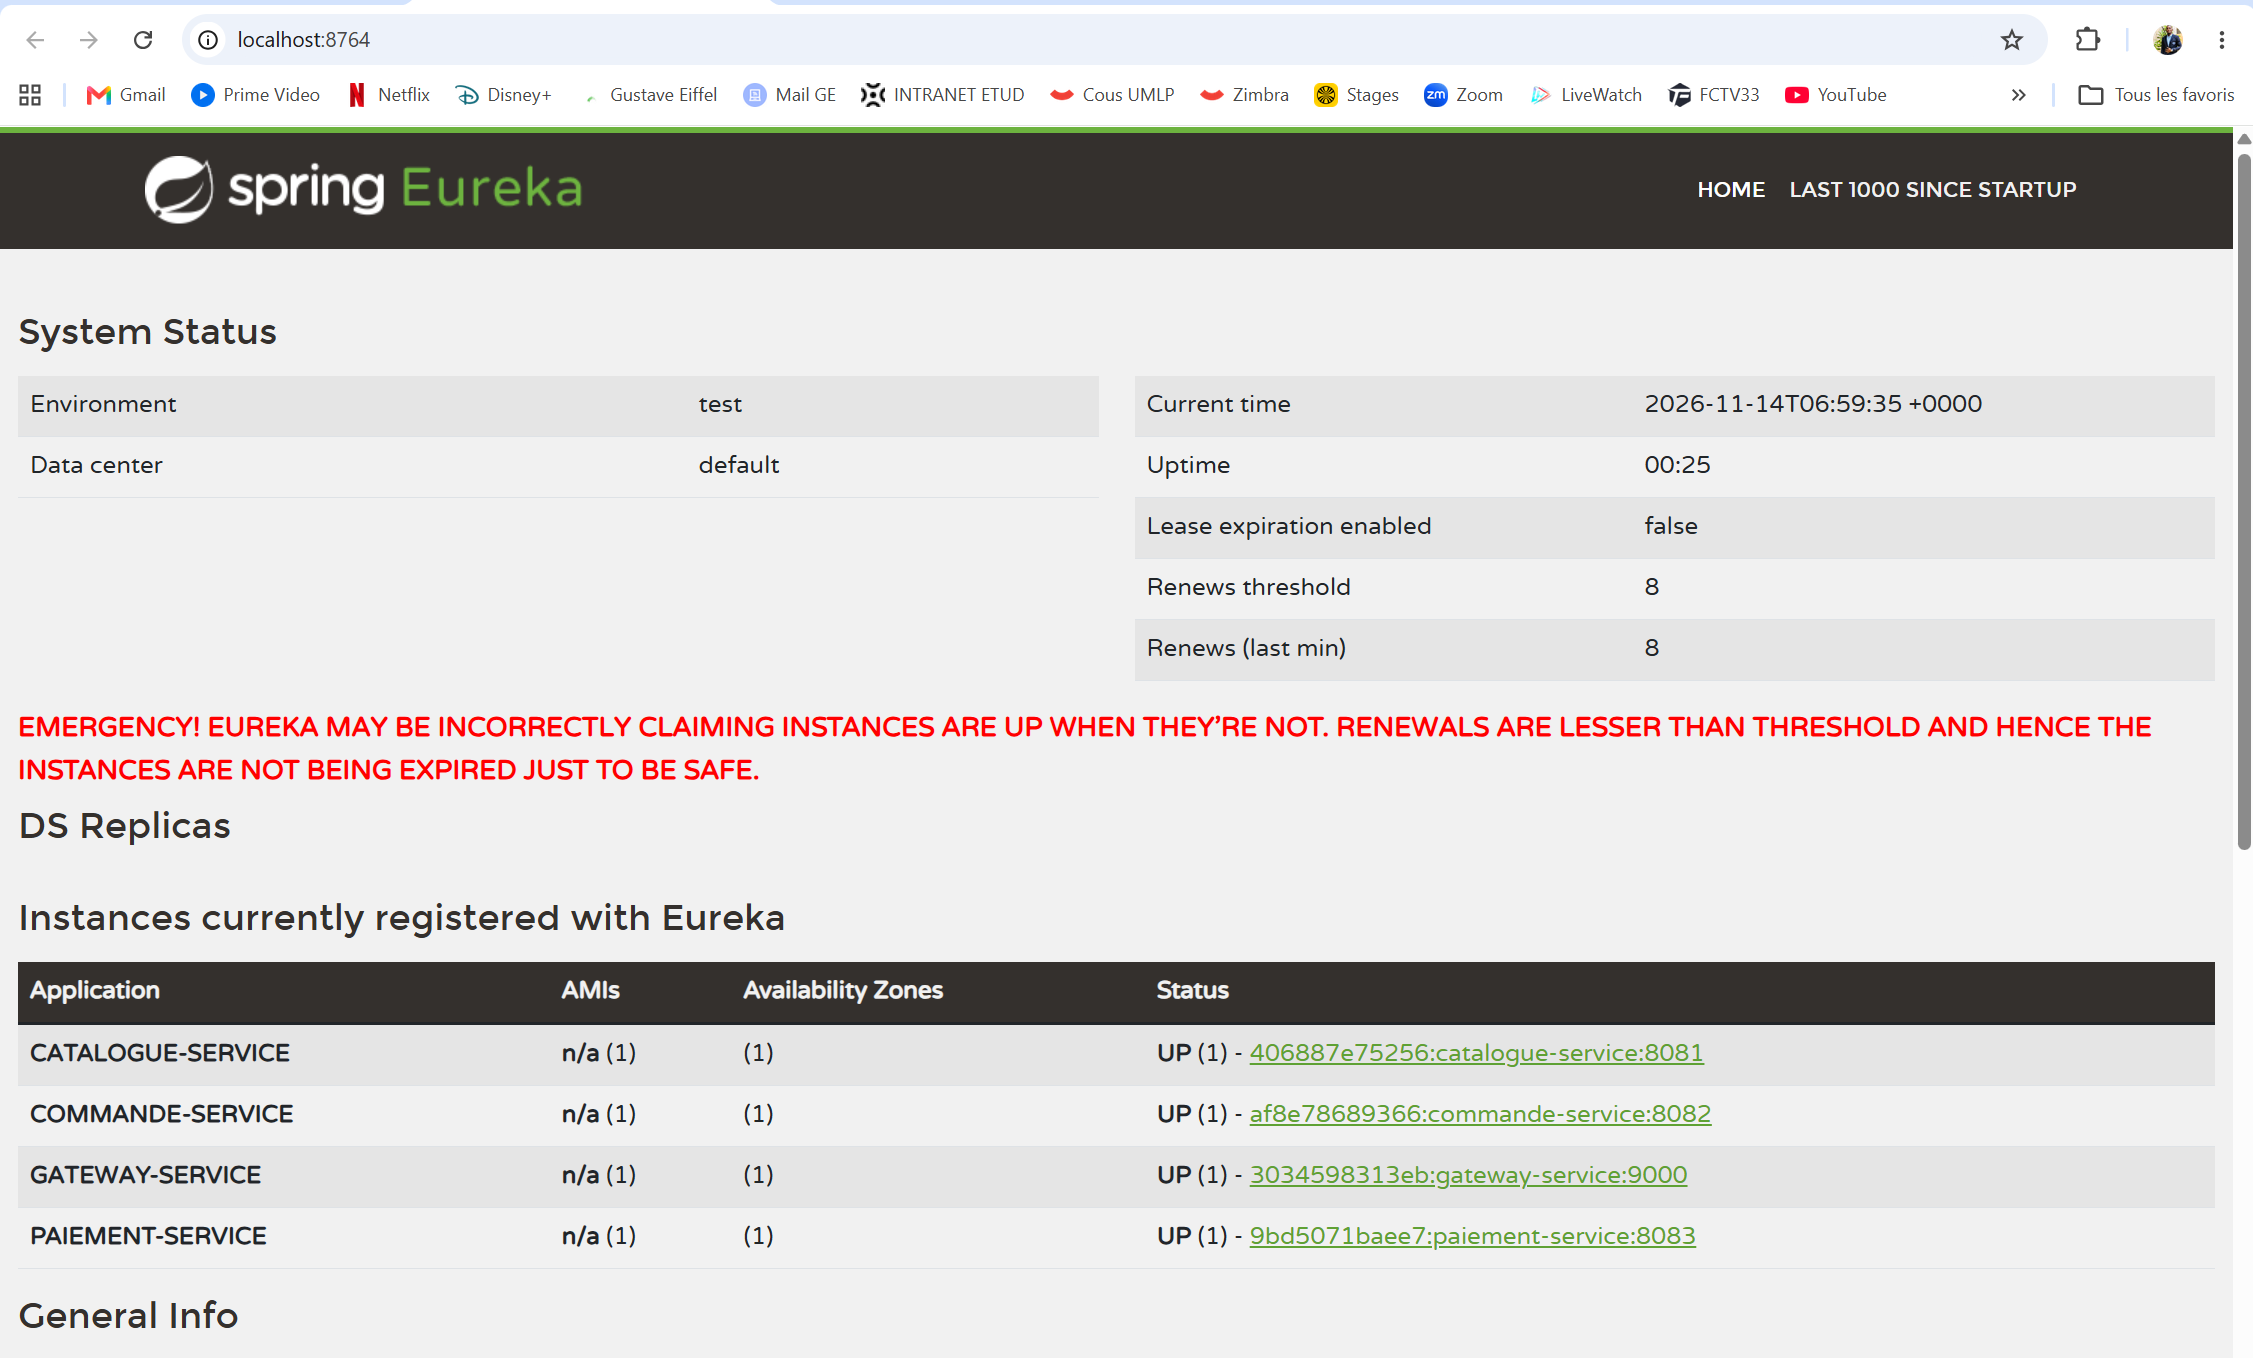 localhost:8764
Gmail Prime Video Netflix Disney+ Gustave Eiffel Mail GE INTRANET ETUD Cous UMLP Zimbra zm Zoom Stages LiveWatch FCTV33 YouTube » Tous les favoris
spring Eureka HOME LAST 1000 SINCE STARTUP
System Status
Environment test
Data center default
Current time 2026-11-14T06:59:35 +0000
Uptime 00:25
Lease expiration enabled false
Renews threshold 8
Renews (last min) 8
EMERGENCY! EUREKA MAY BE INCORRECTLY CLAIMING INSTANCES ARE UP WHEN THEY'RE NOT. RENEWALS ARE LESSER THAN THRESHOLD AND HENCE THE
INSTANCES ARE NOT BEING EXPIRED JUST TO BE SAFE.
DS Replicas
Instances currently registered with Eureka
Application AMIs Availability Zones Status
CATALOGUE-SERVICE n/a (1) (1) UP (1) - 406887e75256:catalogue-service:8081
COMMANDE-SERVICE n/a (1) (1) UP (1) - af8e78689366:commande-service:8082
GATEWAY-SERVICE n/a (1) (1) UP (1) - 3034598313eb:gateway-service:9000
PAIEMENT-SERVICE n/a (1) (1) UP (1) - 9bd5071baee7:paiement-service:8083
General Info